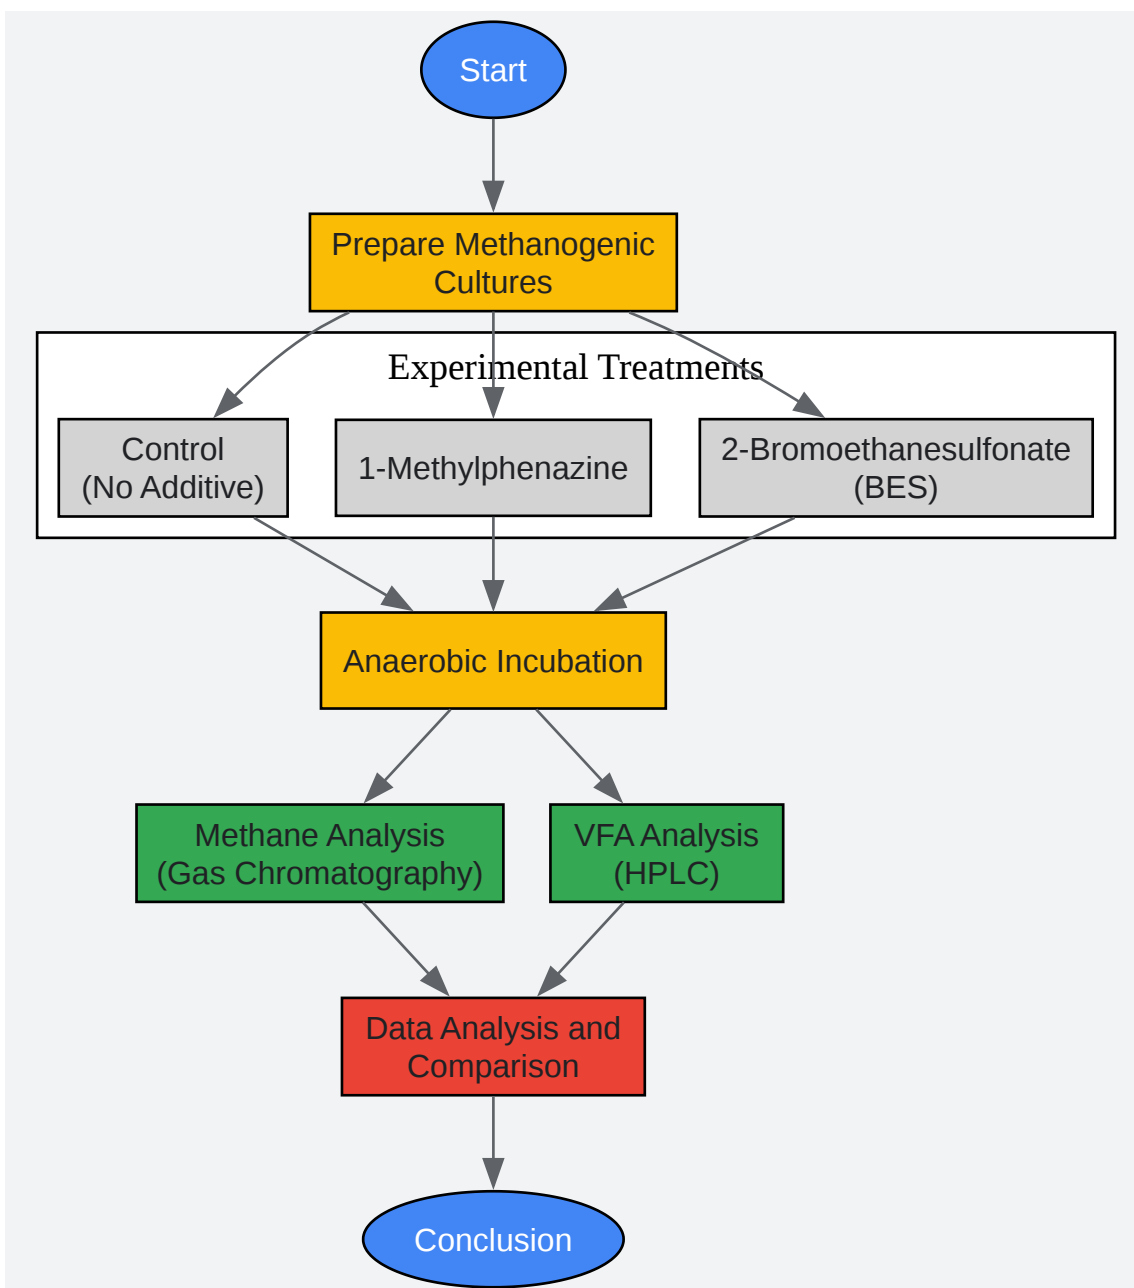 Start
Prepare Methanogenic
Cultures
Experimental Treatments
Control
(No Additive)
1-Methylphenazine
2-Bromoethanesulfonate
(BES)
Anaerobic Incubation
Methane Analysis
(Gas Chromatography)
VFA Analysis
(HPLC)
Data Analysis and
Comparison
Conclusion